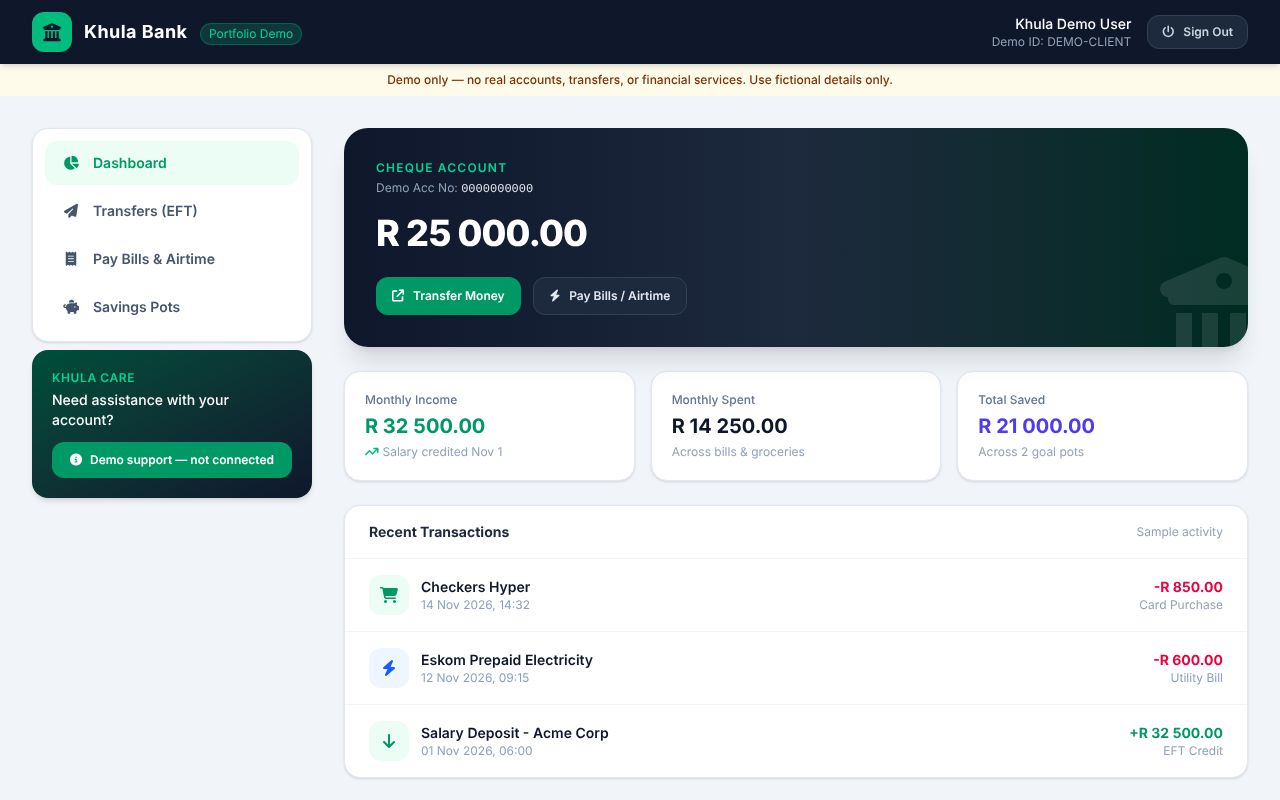 Khula Bank
Portfolio Demo
Khula Demo User
Demo ID: DEMO-CLIENT
Sign Out
Demo only — no real accounts, transfers, or financial services. Use fictional details only.
Dashboard
Transfers (EFT)
Pay Bills & Airtime
Savings Pots
KHULA CARE
Need assistance with your
account?
Demo support — not connected
CHEQUE ACCOUNT
Demo Acc No: 0000000000
R 25 000.00
Transfer Money
Pay Bills / Airtime
Monthly Income
R 32 500.00
Salary credited Nov 1
Monthly Spent
R 14 250.00
Across bills & groceries
Total Saved
R 21 000.00
Across 2 goal pots
Recent Transactions
Sample activity
Checkers Hyper
14 Nov 2026, 14:32
-R 850.00
Card Purchase
Eskom Prepaid Electricity
12 Nov 2026, 09:15
-R 600.00
Utility Bill
Salary Deposit - Acme Corp
01 Nov 2026, 06:00
+R 32 500.00
EFT Credit